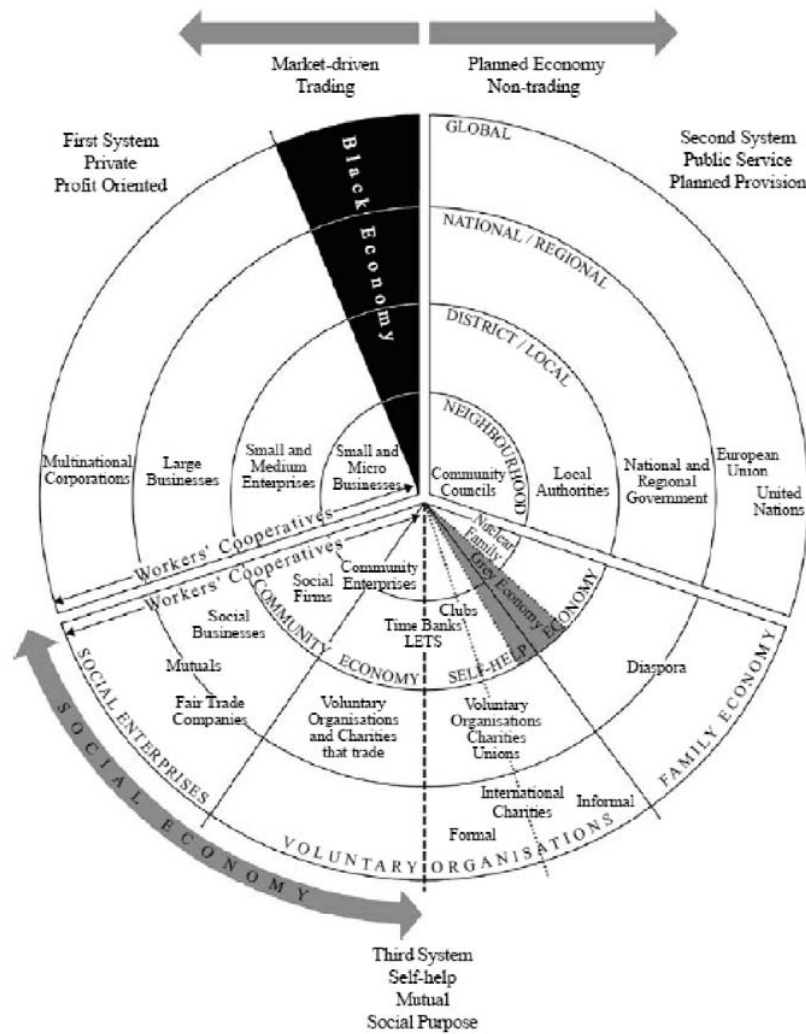 Market-driven
Trading
Planned Economy
Non-trading
First System
Private
Profit Oriented
Second System
Public Service
Planned Provision
Black Economy
GLOBAL
NATIONAL / REGIONAL
DISTRICT / LOCAL
NEIGHBOURHOOD
Multinational
Corporations
Large
Businesses
Small and
Medium
Enterprises
Small and
Micro
Businesses
Community
Councils
Local
Authorities
National and
Regional
Government
European
Union
United
Nations
Workers' Cooperatives
Workers' Cooperatives
Nuclear
Family
Grey Economy
Community
Enterprises
Social
Firms
Social
Businesses
Mutuals
Fair Trade
Companies
Clubs
Time Banks
LETS
COMMUNITY ECONOMY
SELF-HELP ECONOMY
Diaspora
Voluntary
Organisations
and Charities
that trade
Voluntary
Organisations
Charities
Unions
International
Charities
Informal
Formal
SOCIAL ENTERPRISES
VOLUNTARY ORGANISATIONS
FAMILY ECONOMY
SOCIAL ECONOMY
Third System
Self-help
Mutual
Social Purpose